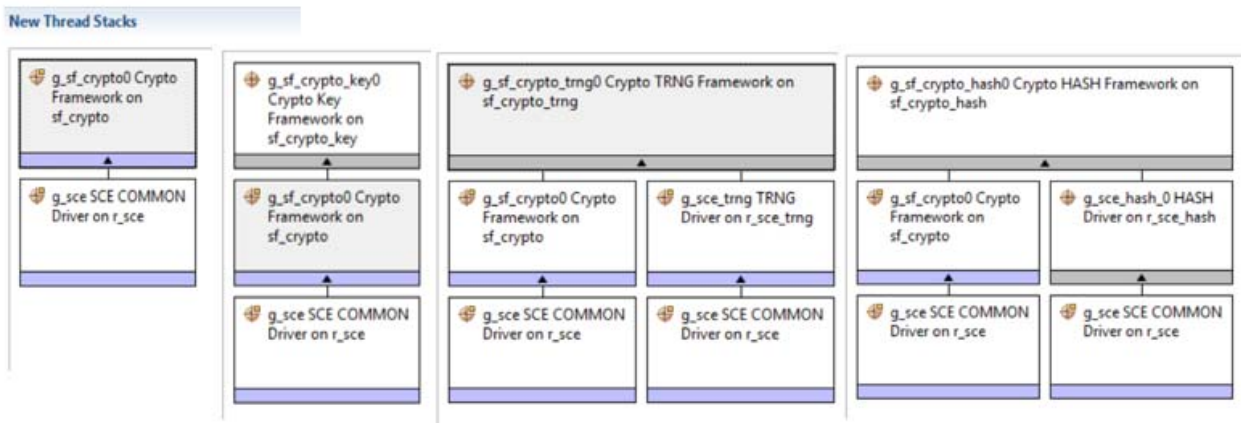 New Thread Stacks
g_sf_crypto0 Crypto
Framework on
sf_crypto
g_sce SCE COMMON
Driver on r_sce
g_sf_crypto_key0
Crypto Key
Framework on
sf_crypto_key
g_sf_crypto0 Crypto
Framework on
sf_crypto
g_sce SCE COMMON
Driver on r_sce
g_sf_crypto_trng0 Crypto TRNG Framework on
sf_crypto_trng
g_sf_crypto0 Crypto
Framework on
sf_crypto
g_sce_trng TRNG
Driver on r_sce_trng
g_sce SCE COMMON
Driver on r_sce
g_sce SCE COMMON
Driver on r_sce
g_sf_crypto_hash0 Crypto HASH Framework on
sf_crypto_hash
g_sf_crypto0 Crypto
Framework on
sf_crypto
g_sce_hash_0 HASH
Driver on r_sce_hash
g_sce SCE COMMON
Driver on r_sce
g_sce SCE COMMON
Driver on r_sce